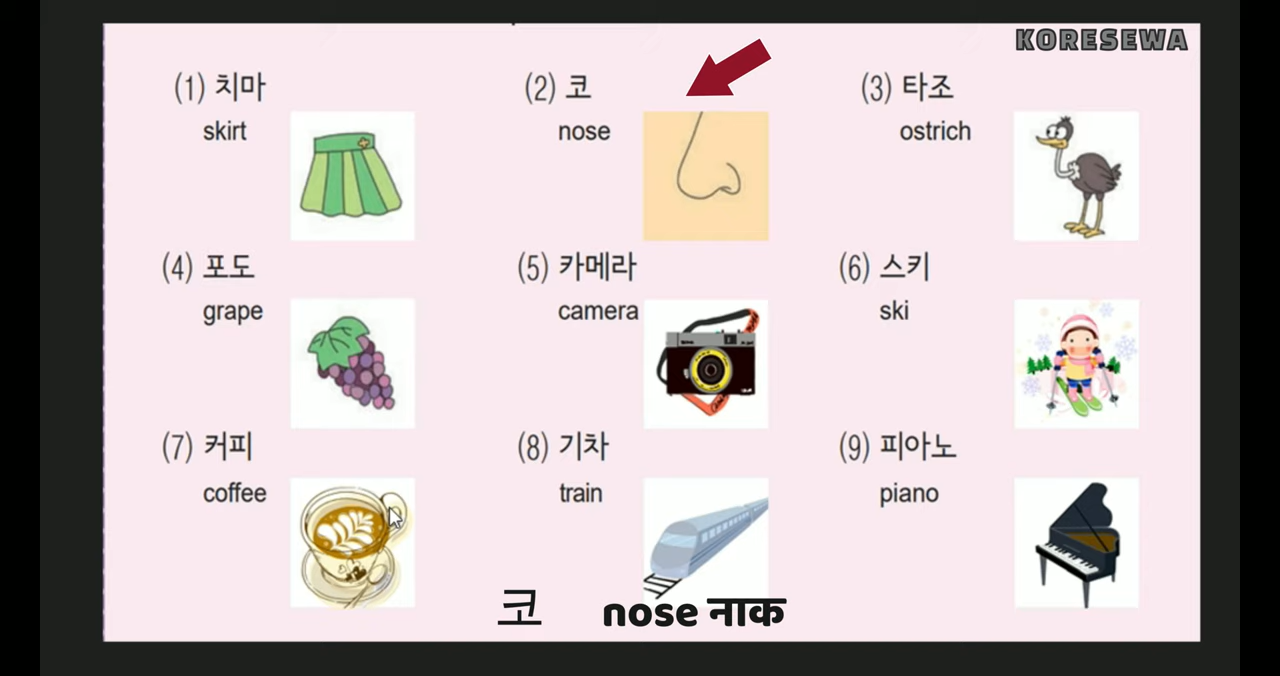 KORESEWA
(1) 치마
skirt
(2) 코
nose
(3) 타조
ostrich
(4) 포도
grape
(5) 카메라
camera
(6) 스키
ski
(7) 커피
coffee
(8) 기차
train
(9) 피아노
piano
코 nose नाक